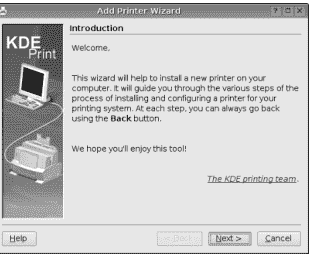 Add Printer Wizard
KDE
Print
Introduction
Welcome.
This wizard will help to install a new printer on your
computer. It will guide you through the various steps of the
process of installing and configuring a printer for your
printing system. At each step, you can always go back
using the Back button.
We hope you'll enjoy this tool!
The KDE printing team.
Help
< Back
Next >
Cancel